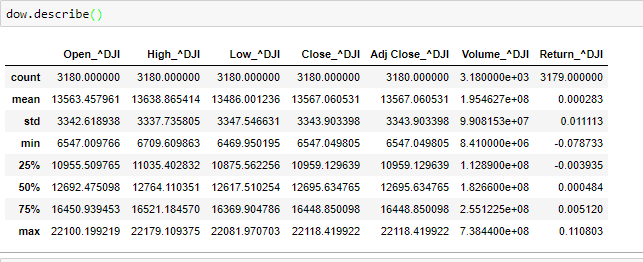 dow.describe()
Open_^DJI High_^DJI Low_^DJI Close_^DJI Adj Close_^DJI Volume_^DJI Return_^DJI
count 3180.000000 3180.000000 3180.000000 3180.000000 3180.000000 3.180000e+03 3179.000000
mean 13563.457961 13638.865414 13486.001236 13567.060531 13567.060531 1.954627e+08 0.000283
std 3342.618938 3337.735805 3347.546631 3343.903398 3343.903398 9.908153e+07 0.011113
min 6547.009766 6709.609863 6469.950195 6547.049805 6547.049805 8.410000e+06 -0.078733
25% 10955.509765 11035.402832 10875.562256 10959.129639 10959.129639 1.128900e+08 -0.003935
50% 12692.475098 12764.110351 12617.510254 12695.634765 12695.634765 1.826600e+08 0.000484
75% 16450.939453 16521.184570 16369.904786 16448.850098 16448.850098 2.551225e+08 0.005120
max 22100.199219 22179.109375 22081.970703 22118.419922 22118.419922 7.384400e+08 0.110803